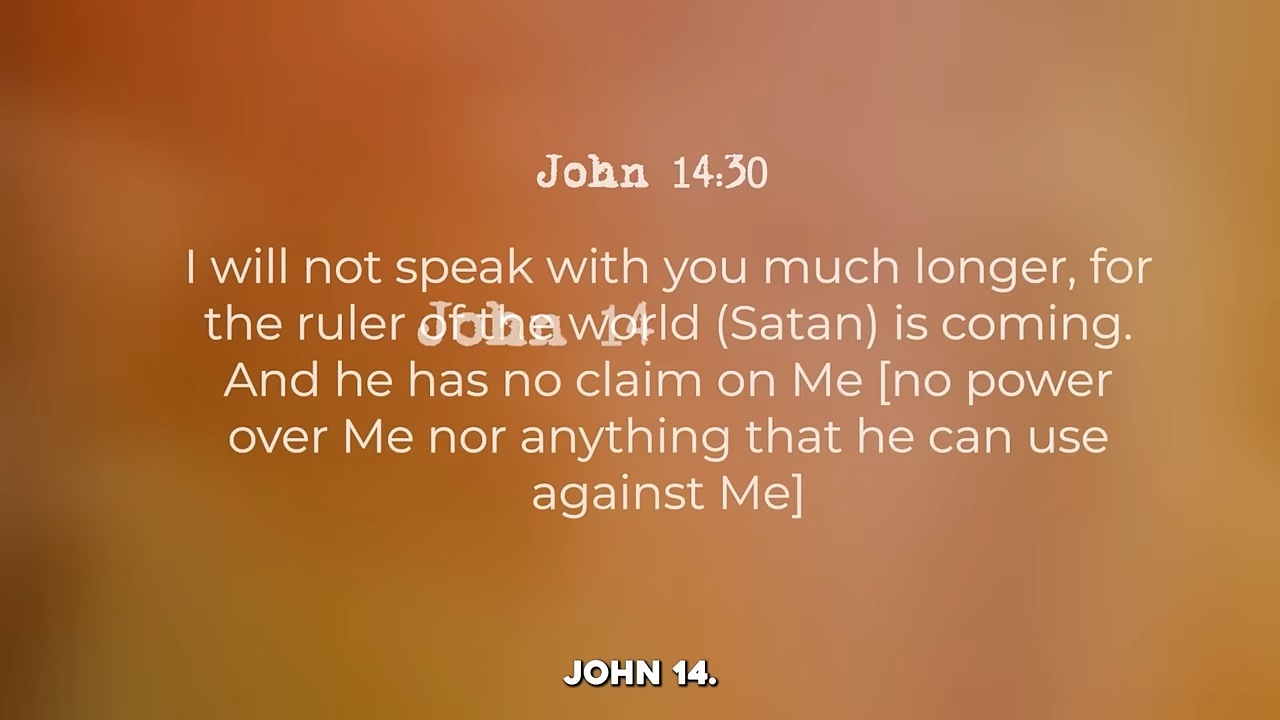 John 14:30
I will not speak with you much longer, for
the ruler of the world (Satan) is coming.
John 14
And he has no claim on Me [no power
over Me nor anything that he can use
against Me]
JOHN 14.